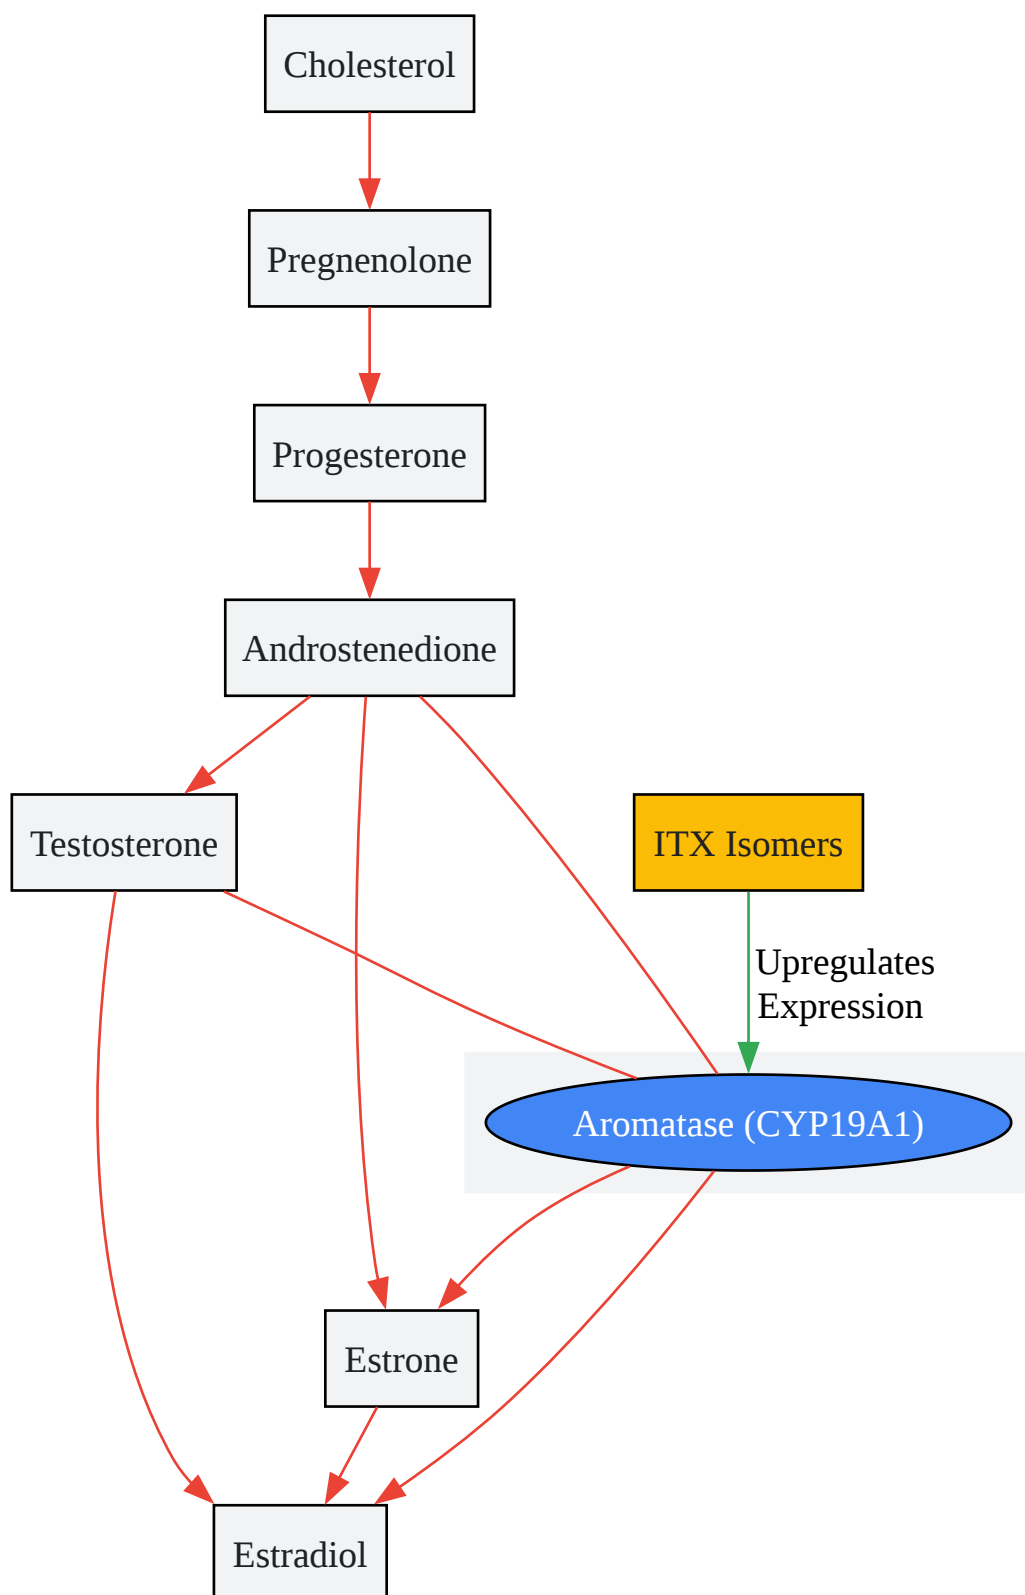 Cholesterol
Pregnenolone
Progesterone
Androstenedione
Testosterone
ITX Isomers
Upregulates
Expression
Aromatase (CYP19A1)
Estrone
Estradiol